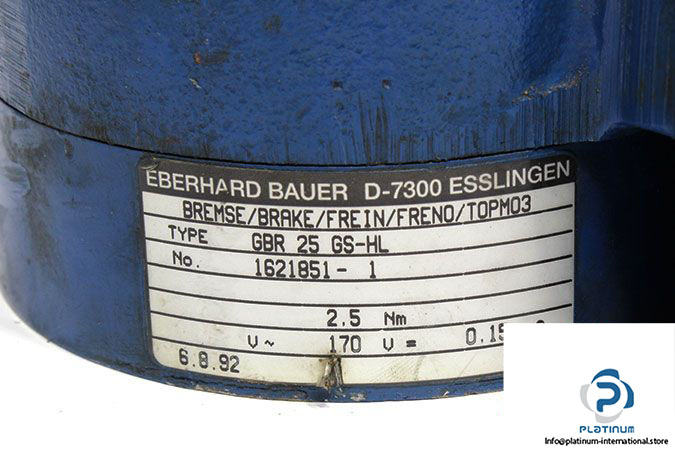 EBERHARD BAUER D-7300 ESSLINGEN
BREMSE/BRAKE/FREIN/FRENO/TOPMO3
TYPE GBR 25 GS-HL
No. 1621851- 1
2.5 Nm
V ~ 170 V = 0.15
6.8.92
PLATINUM
Info@platinum-international.store